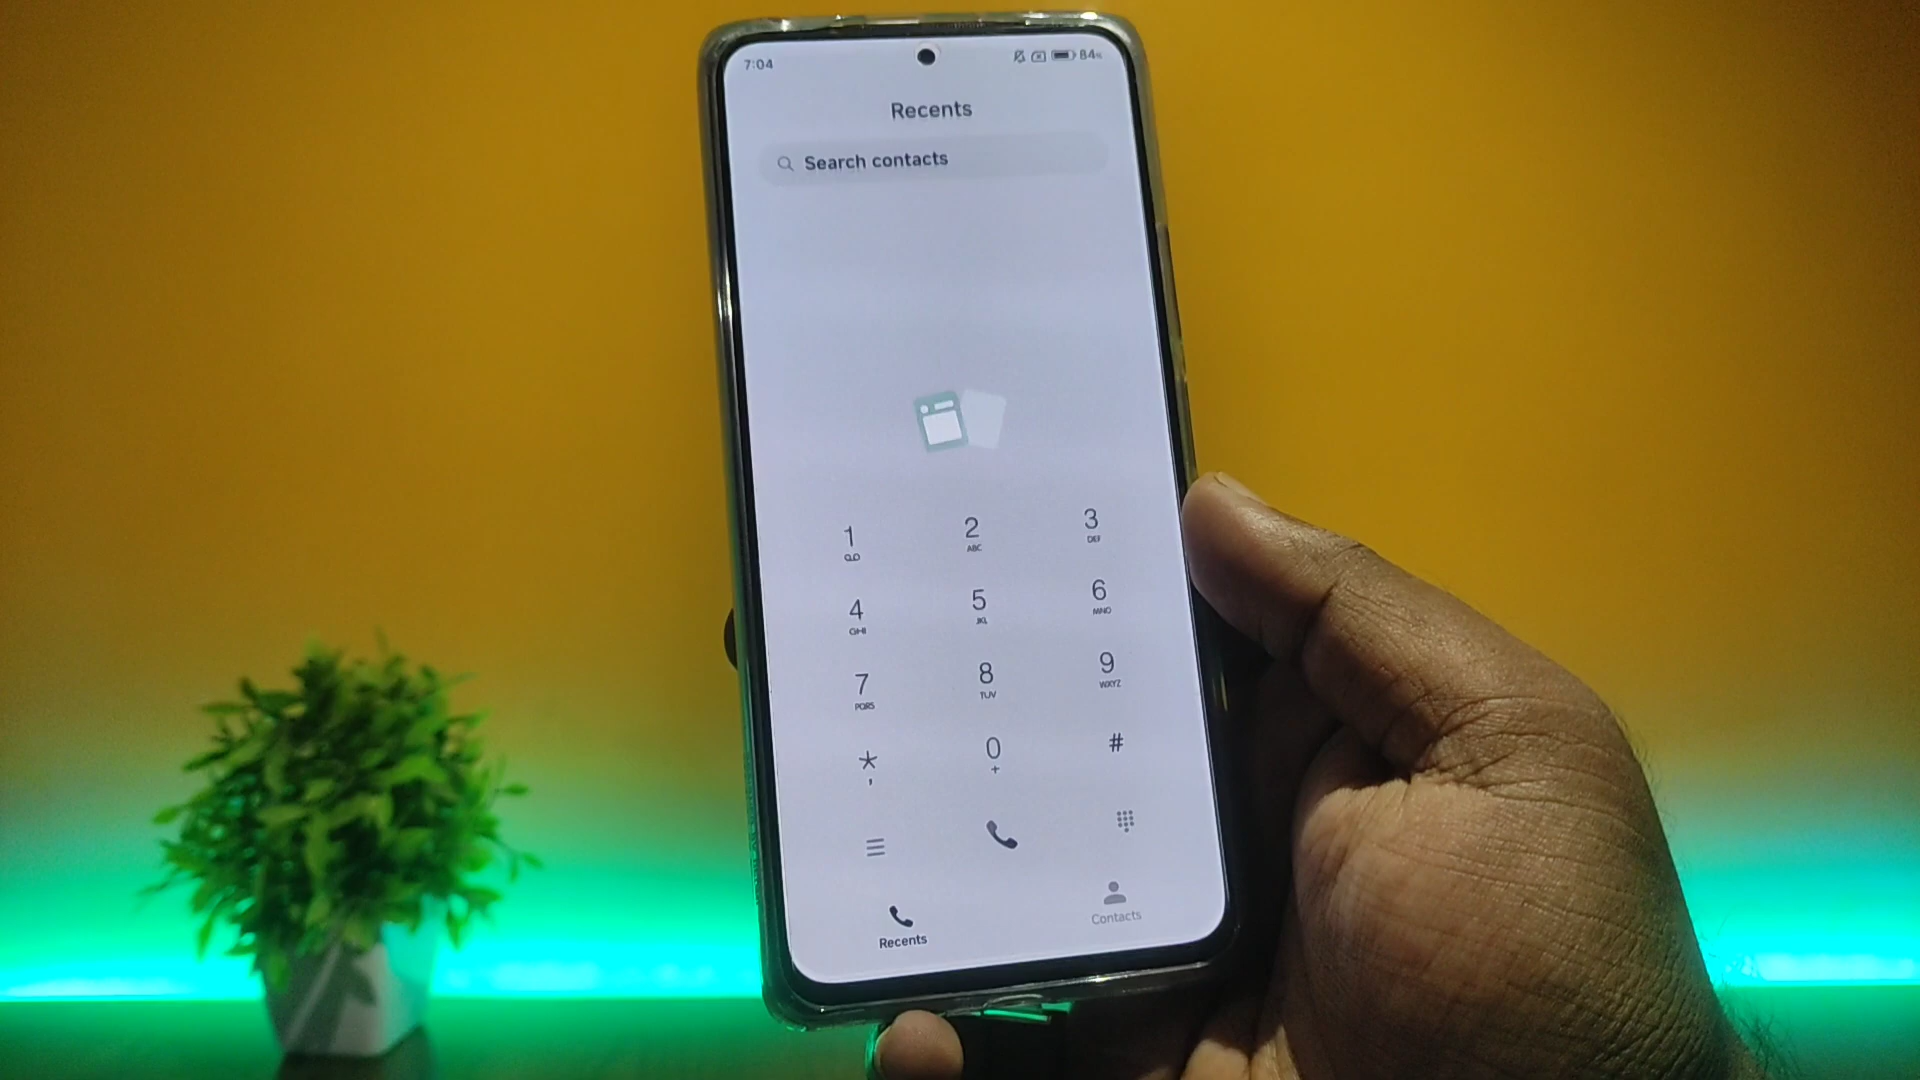 7:04 84%
Recents
Search contacts
1 2 3
ABC DEF
4 5 6
GHI JKL MNO
7 8 9
PQRS TUV WXYZ
* 0 #
, +
Recents Contacts